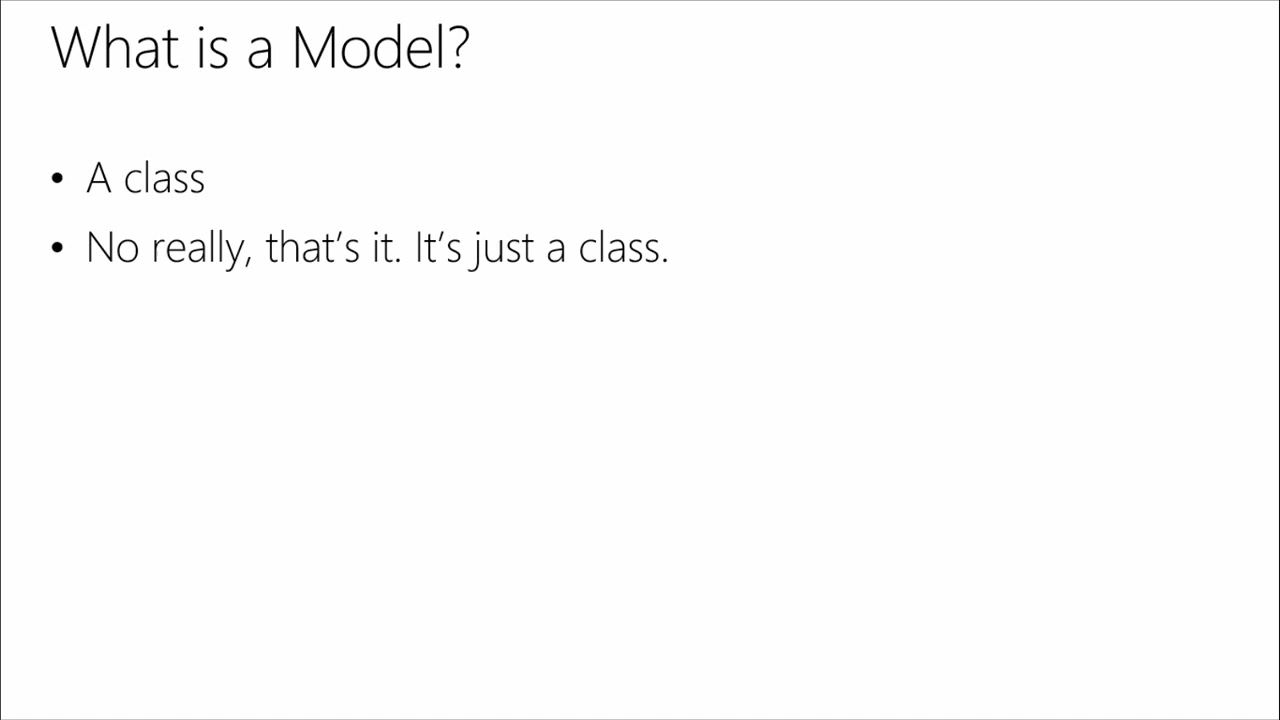 What is a Model?
• A class
• No really, that’s it. It’s just a class.